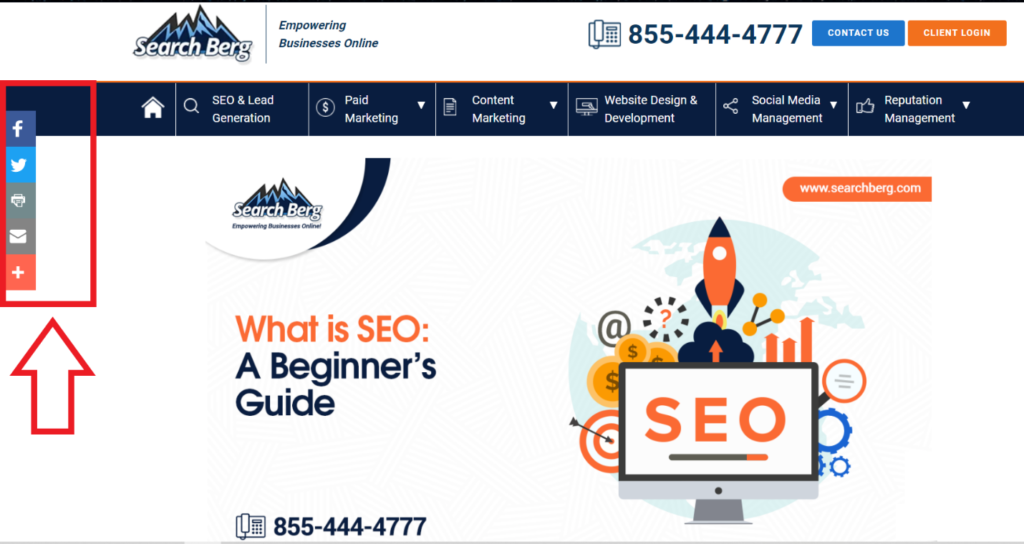 Search Berg
Empowering
Businesses Online
855-444-4777
CONTACT US
CLIENT LOGIN
SEO & Lead
Generation
Paid
Marketing
Content
Marketing
Website Design &
Development
Social Media
Management
Reputation
Management
Search Berg
Empowering Businesses Online!
www.searchberg.com
What is SEO:
A Beginner's
Guide
@
?
$
$
SEO
855-444-4777